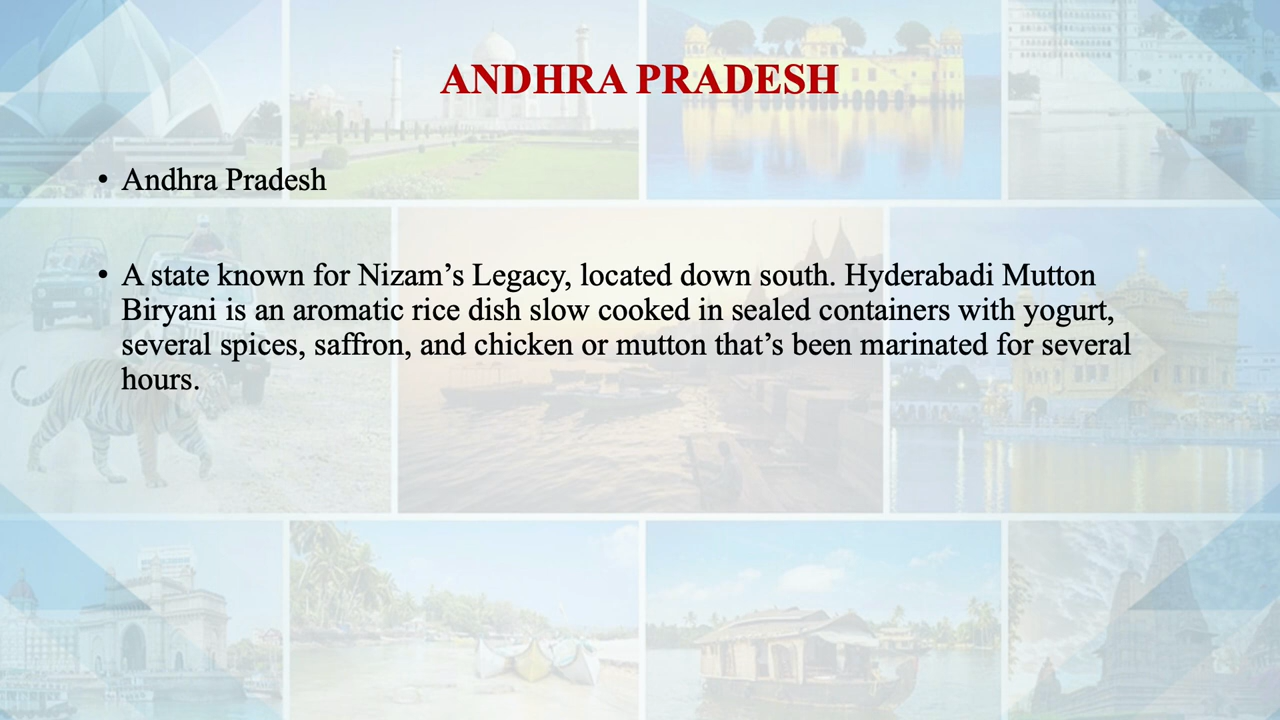 ANDHRA PRADESH
• Andhra Pradesh
• A state known for Nizam’s Legacy, located down south. Hyderabadi Mutton
Biryani is an aromatic rice dish slow cooked in sealed containers with yogurt,
several spices, saffron, and chicken or mutton that’s been marinated for several
hours.